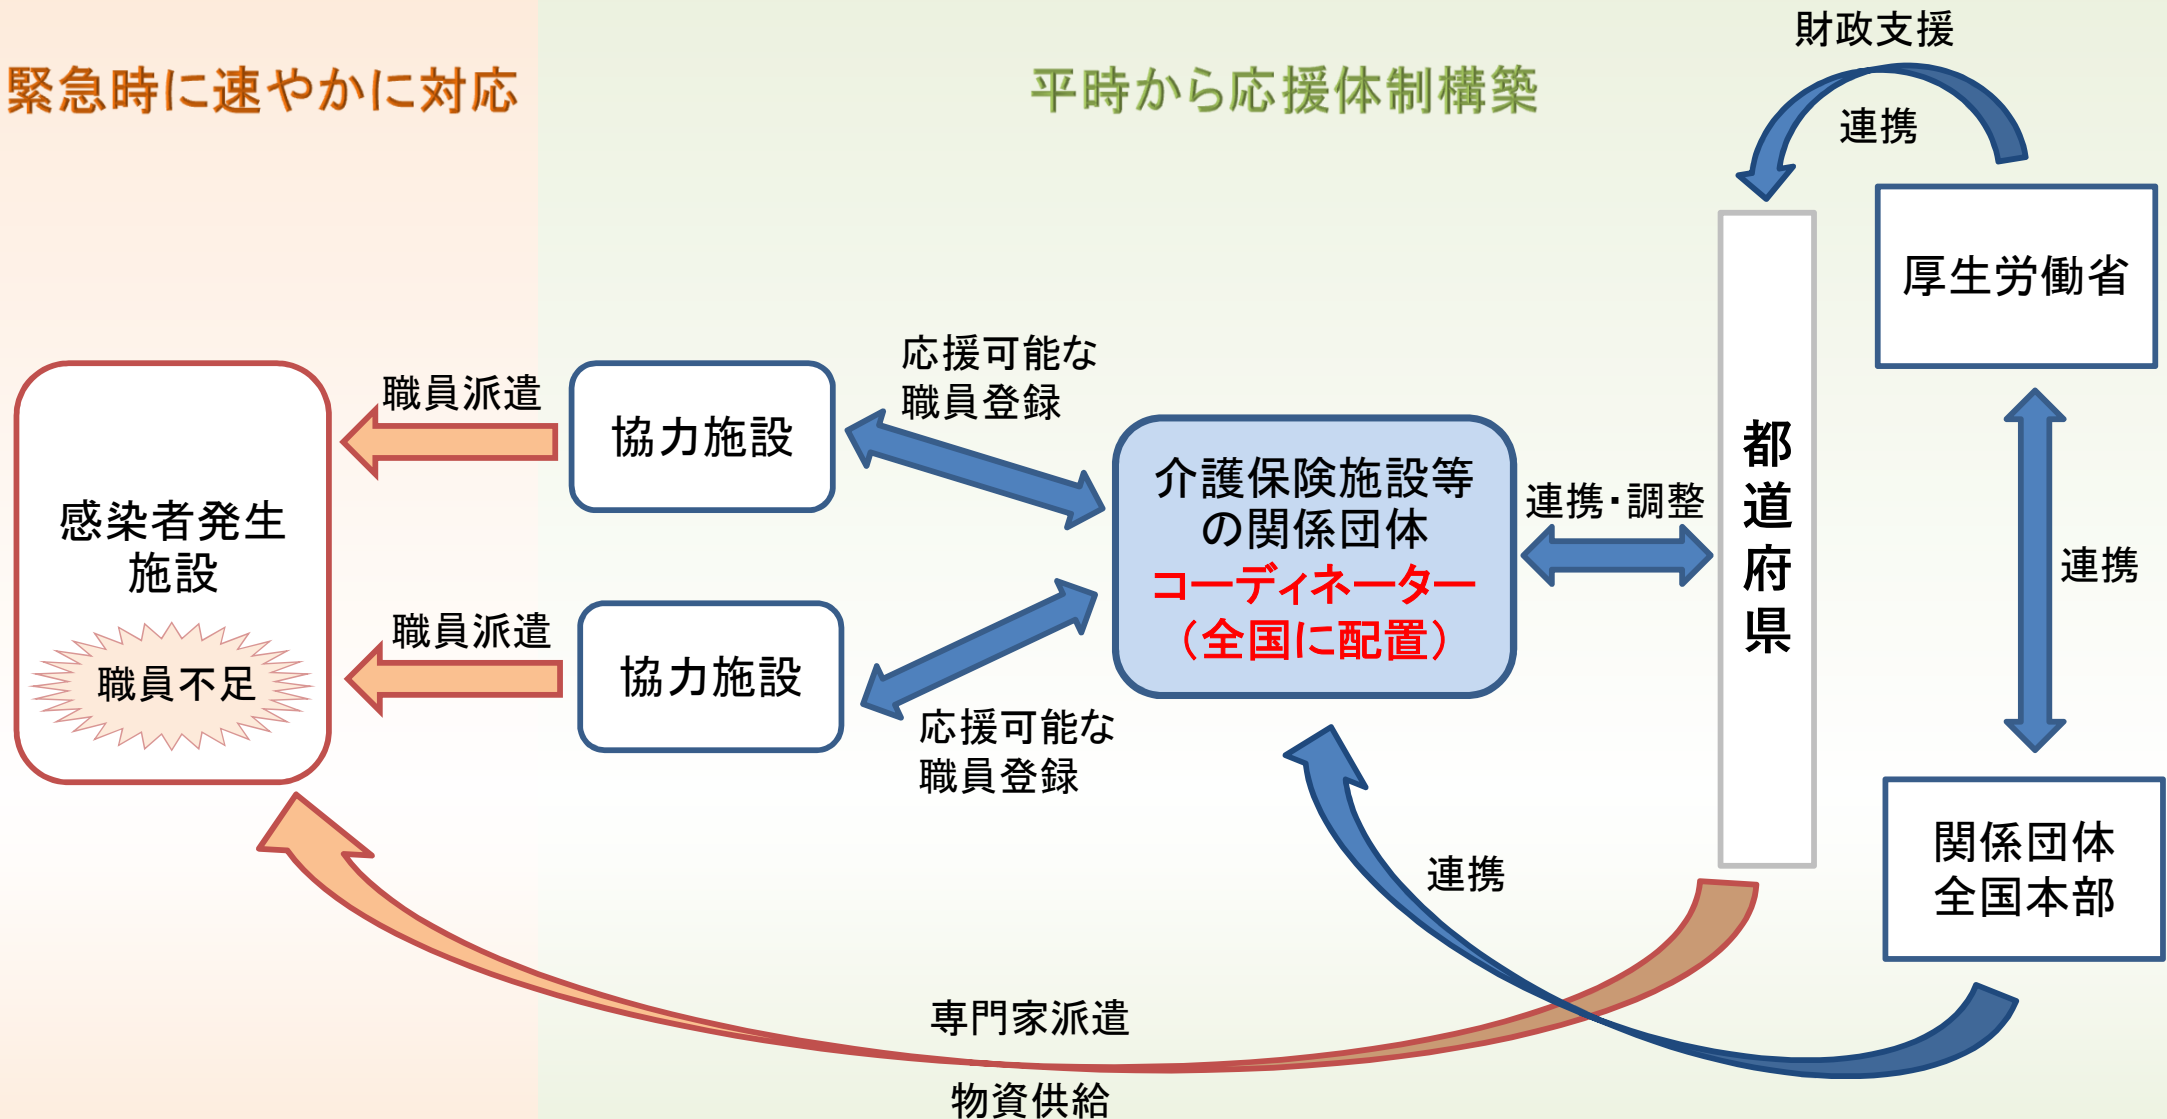 緊急時に速やかに対応
平時から応援体制構築
財政支援
連携
厚生労働省
都道府県
連携
関係団体
全国本部
連携・調整
介護保険施設等
の関係団体
コーディネーター
（全国に配置）
応援可能な
職員登録
協力施設
職員派遣
感染者発生
施設
職員不足
職員派遣
協力施設
応援可能な
職員登録
連携
専門家派遣
物資供給